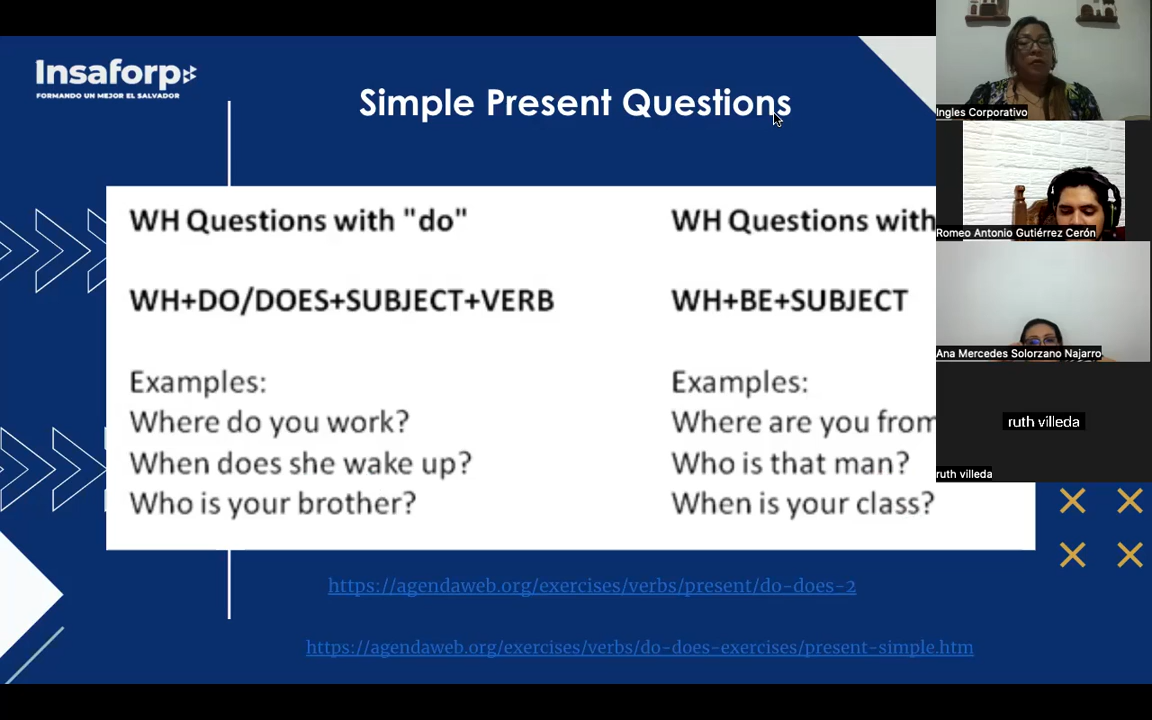 Insaforp
FORMANDO UN MEJOR EL SALVADOR
Simple Present Questions
WH Questions with "do"
WH+DO/DOES+SUBJECT+VERB
Examples:
Where do you work?
When does she wake up?
Who is your brother?
WH Questions with
WH+BE+SUBJECT
Examples:
Where are you from
Who is that man?
When is your class?
https://agendaweb.org/exercises/verbs/present/do-does-2
https://agendaweb.org/exercises/verbs/do-does-exercises/present-simple.htm
Ingles Corporativo
Romeo Antonio Gutiérrez Cerón
Ana Mercedes Solorzano Najarro
ruth villeda
ruth villeda